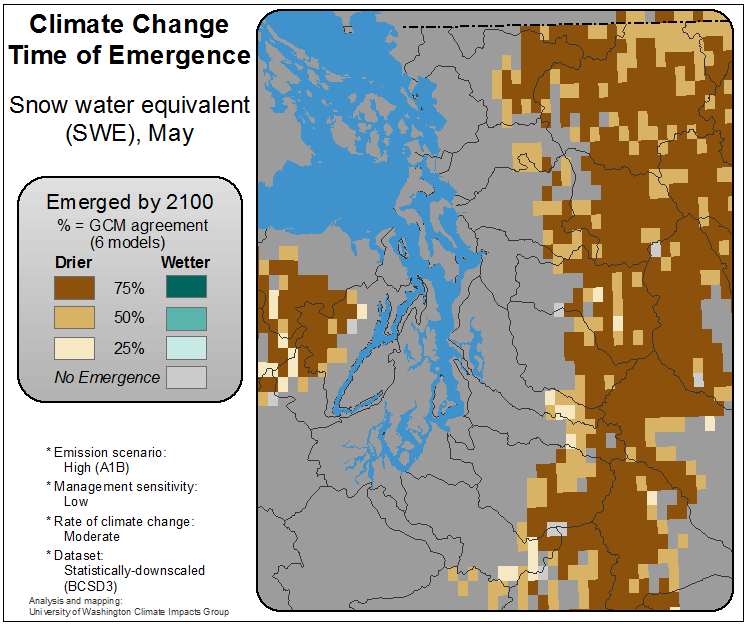 Climate Change
Time of Emergence
Snow water equivalent
(SWE), May
Emerged by 2100
% = GCM agreement
(6 models)
Drier Wetter
75%
50%
25%
No Emergence
* Emission scenario:
High (A1B)
* Management sensitivity:
Low
* Rate of climate change:
Moderate
* Dataset:
Statistically-downscaled
(BCSD3)
Analysis and mapping:
University of Washington Climate Impacts Group